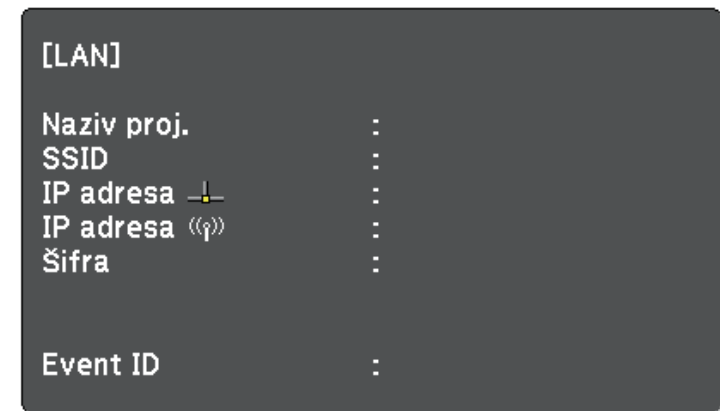 [LAN]
Naziv proj. :
SSID :
IP adresa :
IP adresa :
Šifra :
Event ID :